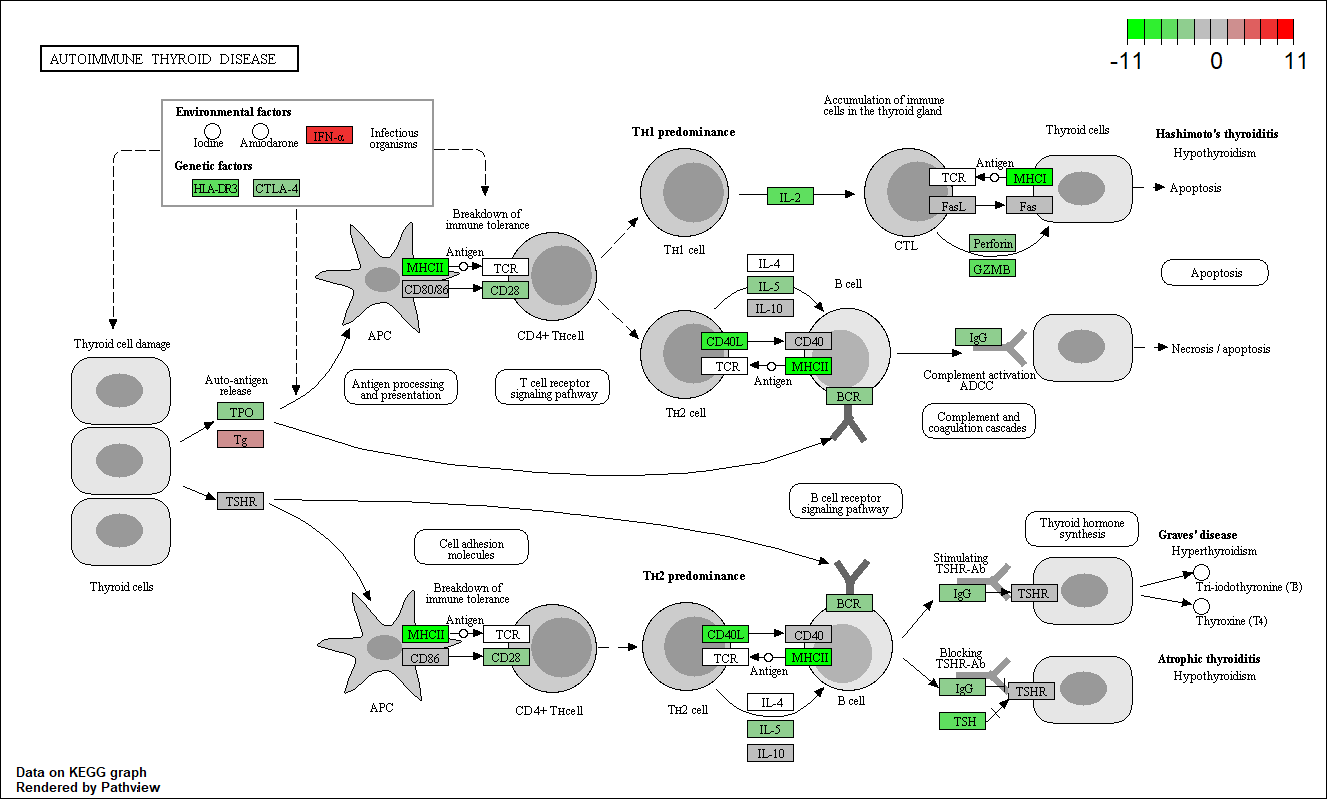 AUTOIMMUNE THYROID DISEASE
-11 0 11
Environmental factors
Iodine
Amiodarone
IFN-α
Infectious
organisms
Genetic factors
HLA-DR3
CTLA-4
Thyroid cell damage
Thyroid cells
Auto-antigen
release
TPO
Tg
TSHR
Breakdown of
immune tolerance
Antigen
MHCII
TCR
CD80/86
CD28
APC
CD4+ TH cell
Antigen processing
and presentation
T cell receptor
signaling pathway
TH1 predominance
TH1 cell
IL-2
Accumulation of immune
cells in the thyroid gland
Thyroid cells
TCR
Antigen
MHCI
FasL
Fas
CTL
Perforin
GZMB
Hashimoto's thyroiditis
Hypothyroidism
Apoptosis
Apoptosis
IL-4
IL-5
IL-10
B cell
CD40L
CD40
TCR
MHCII
Antigen
TH2 cell
BCR
IgG
Complement activation
ADCC
Necrosis / apoptosis
Complement and
coagulation cascades
B cell receptor
signaling pathway
Cell adhesion
molecules
Breakdown of
immune tolerance
Antigen
MHCII
TCR
CD86
CD28
APC
CD4+ TH cell
TH2 predominance
CD40L
CD40
TCR
MHCII
Antigen
TH2 cell
IL-4
IL-5
IL-10
BCR
B cell
Stimulating
TSHR-Ab
IgG
TSHR
Thyroid hormone
synthesis
Graves' disease
Hyperthyroidism
Tri-iodothyronine (T3)
Thyroxine (T4)
Blocking
TSHR-Ab
IgG
TSHR
TSH
Atrophic thyroiditis
Hypothyroidism
Data on KEGG graph
Rendered by Pathview